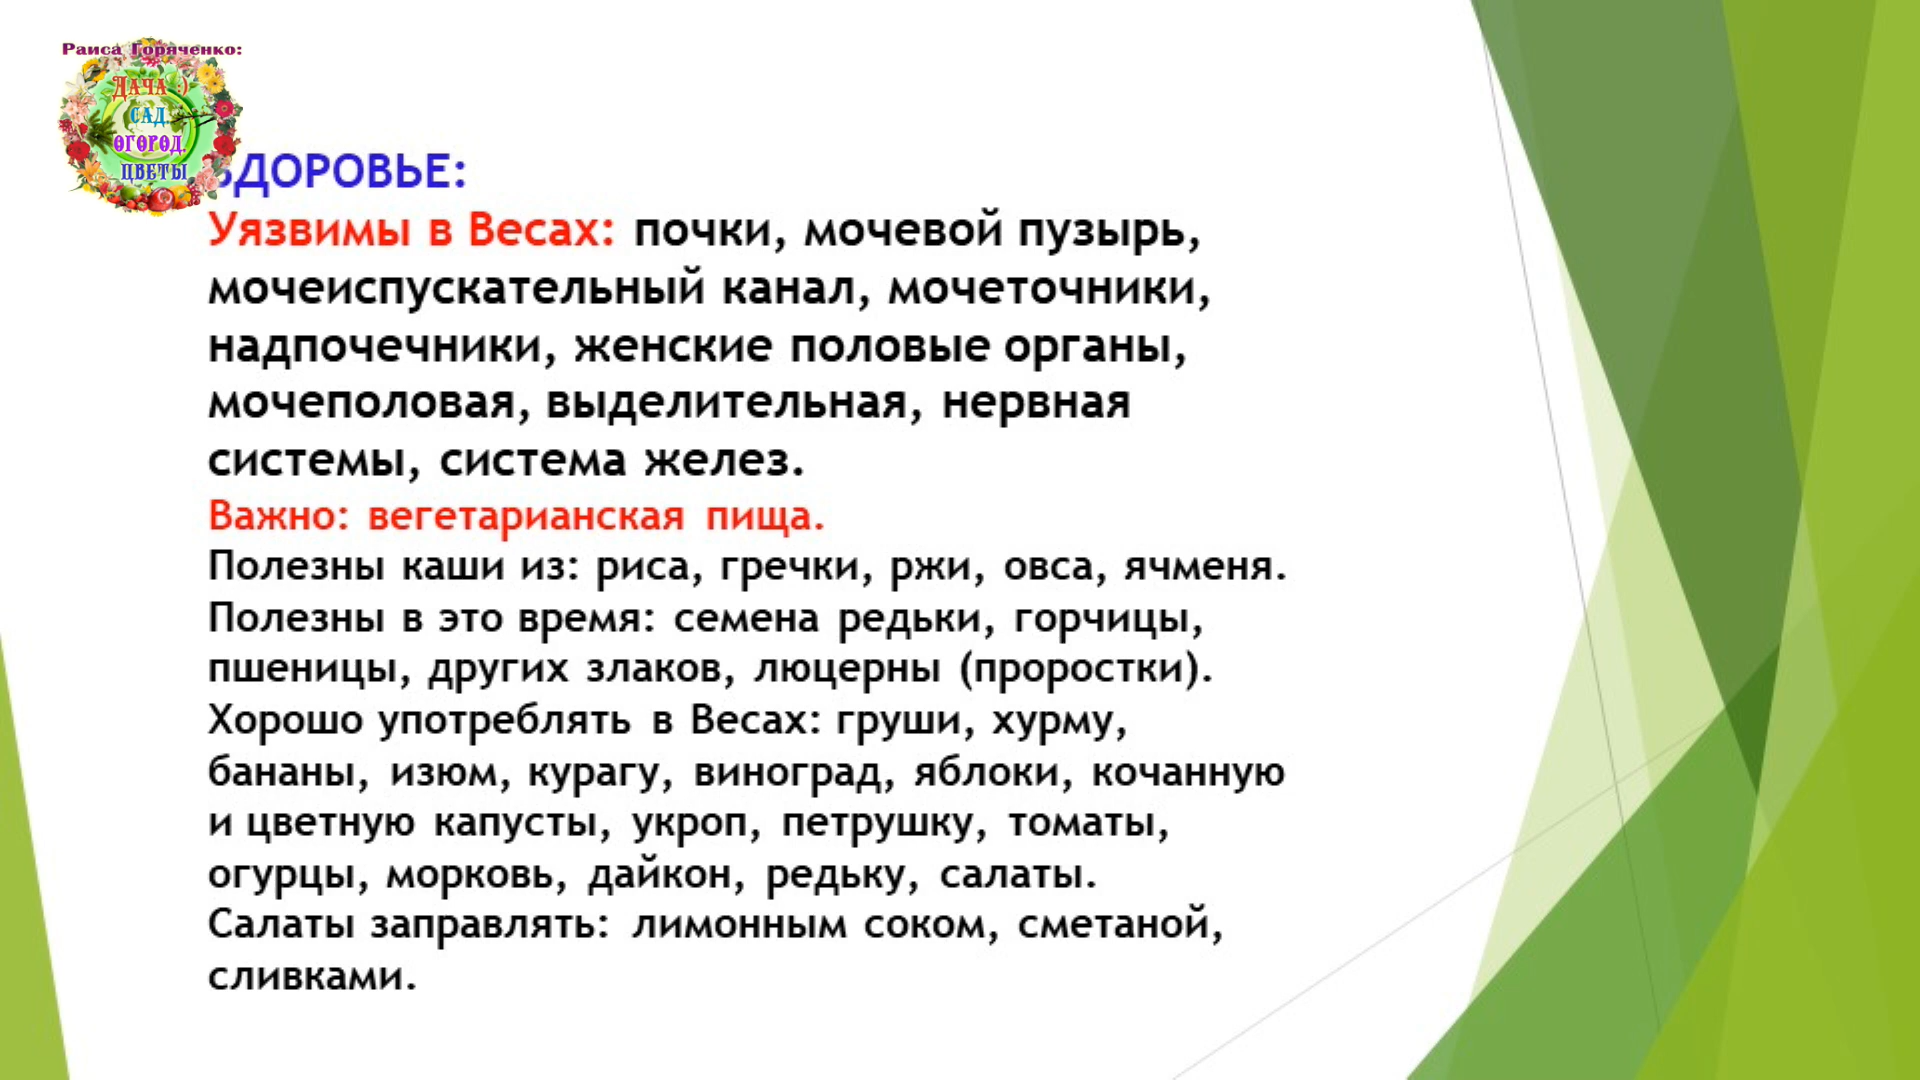 Раиса Горяченко:
Дача :)
сад.
огород.
цветы
ЗДОРОВЬЕ:
Уязвимы в Весах: почки, мочевой пузырь,
мочеиспускательный канал, мочеточники,
надпочечники, женские половые органы,
мочеполовая, выделительная, нервная
системы, система желез.
Важно: вегетарианская пища.
Полезны каши из: риса, гречки, ржи, овса, ячменя.
Полезны в это время: семена редьки, горчицы,
пшеницы, других злаков, люцерны (проростки).
Хорошо употреблять в Весах: груши, хурму,
бананы, изюм, курагу, виноград, яблоки, кочанную
и цветную капусты, укроп, петрушку, томаты,
огурцы, морковь, дайкон, редьку, салаты.
Салаты заправлять: лимонным соком, сметаной,
сливками.